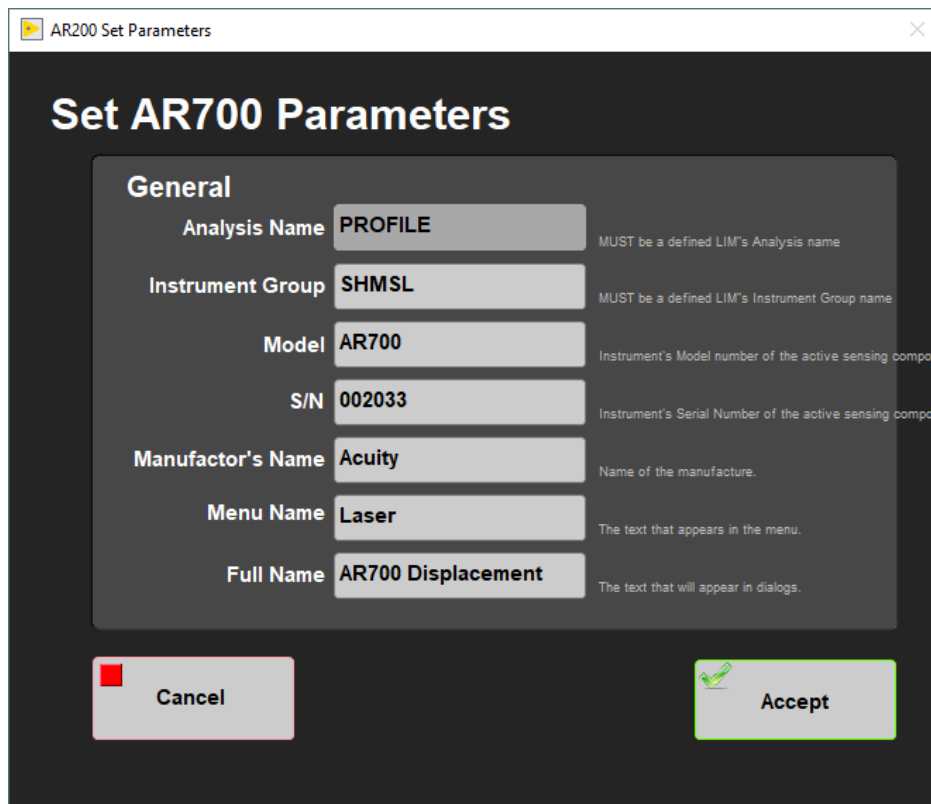 AR200 Set Parameters
Set AR700 Parameters
General
Analysis Name PROFILE MUST be a defined LIM"s Analysis name
Instrument Group SHMSL MUST be a defined LIM"s Instrument Group name
Model AR700 Instrument's Model number of the active sensing compo
S/N 002033 Instrument's Serial Number of the active sensing compo
Manufactor's Name Acuity Name of the manufacture.
Menu Name Laser The text that appears in the menu.
Full Name AR700 Displacement The text that will appear in dialogs.
Cancel Accept